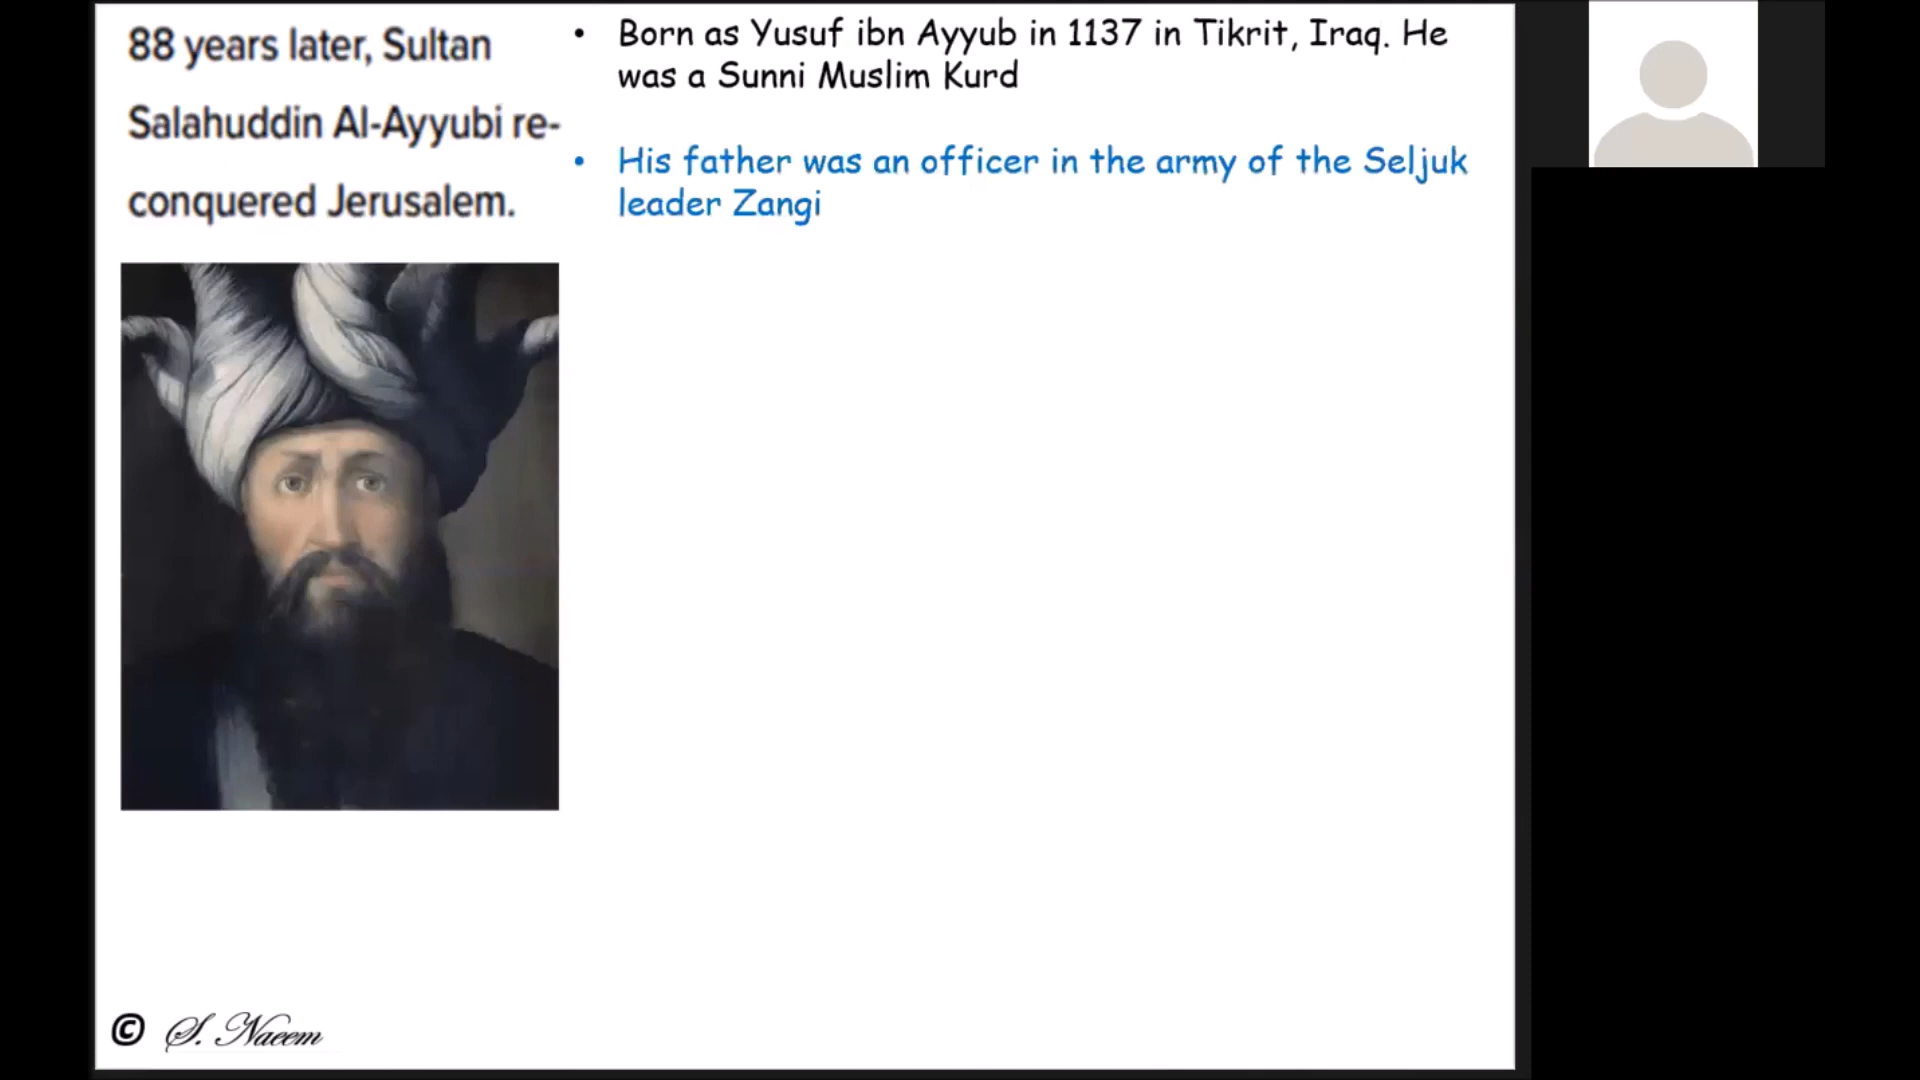 88 years later, Sultan
Salahuddin Al-Ayyubi re-
conquered Jerusalem.
• Born as Yusuf ibn Ayyub in 1137 in Tikrit, Iraq. He
was a Sunni Muslim Kurd
• His father was an officer in the army of the Seljuk
leader Zangi
© S. Naeem